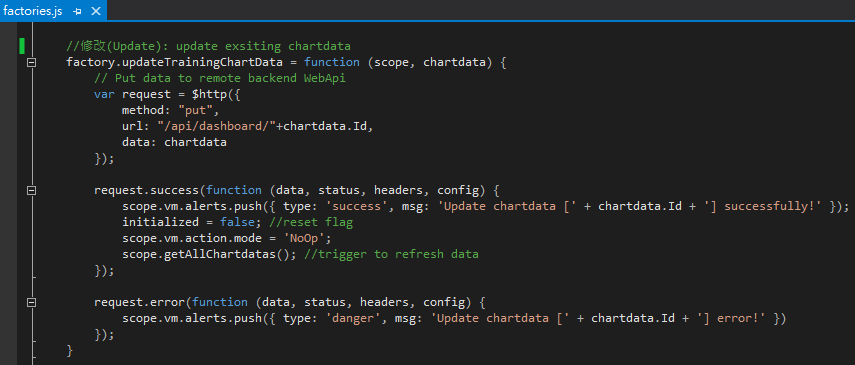 factories.js
//修改(Update): update exsiting chartdata
factory.updateTrainingChartData = function (scope, chartdata) {
// Put data to remote backend WebApi
var request = $http({
method: "put",
url: "/api/dashboard/"+chartdata.Id,
data: chartdata
});
request.success(function (data, status, headers, config) {
scope.vm.alerts.push({ type: 'success', msg: 'Update chartdata [' + chartdata.Id + '] successfully!' });
initialized = false; //reset flag
scope.vm.action.mode = 'NoOp';
scope.getAllChartdatas(); //trigger to refresh data
});
request.error(function (data, status, headers, config) {
scope.vm.alerts.push({ type: 'danger', msg: 'Update chartdata [' + chartdata.Id + '] error!' })
});
}